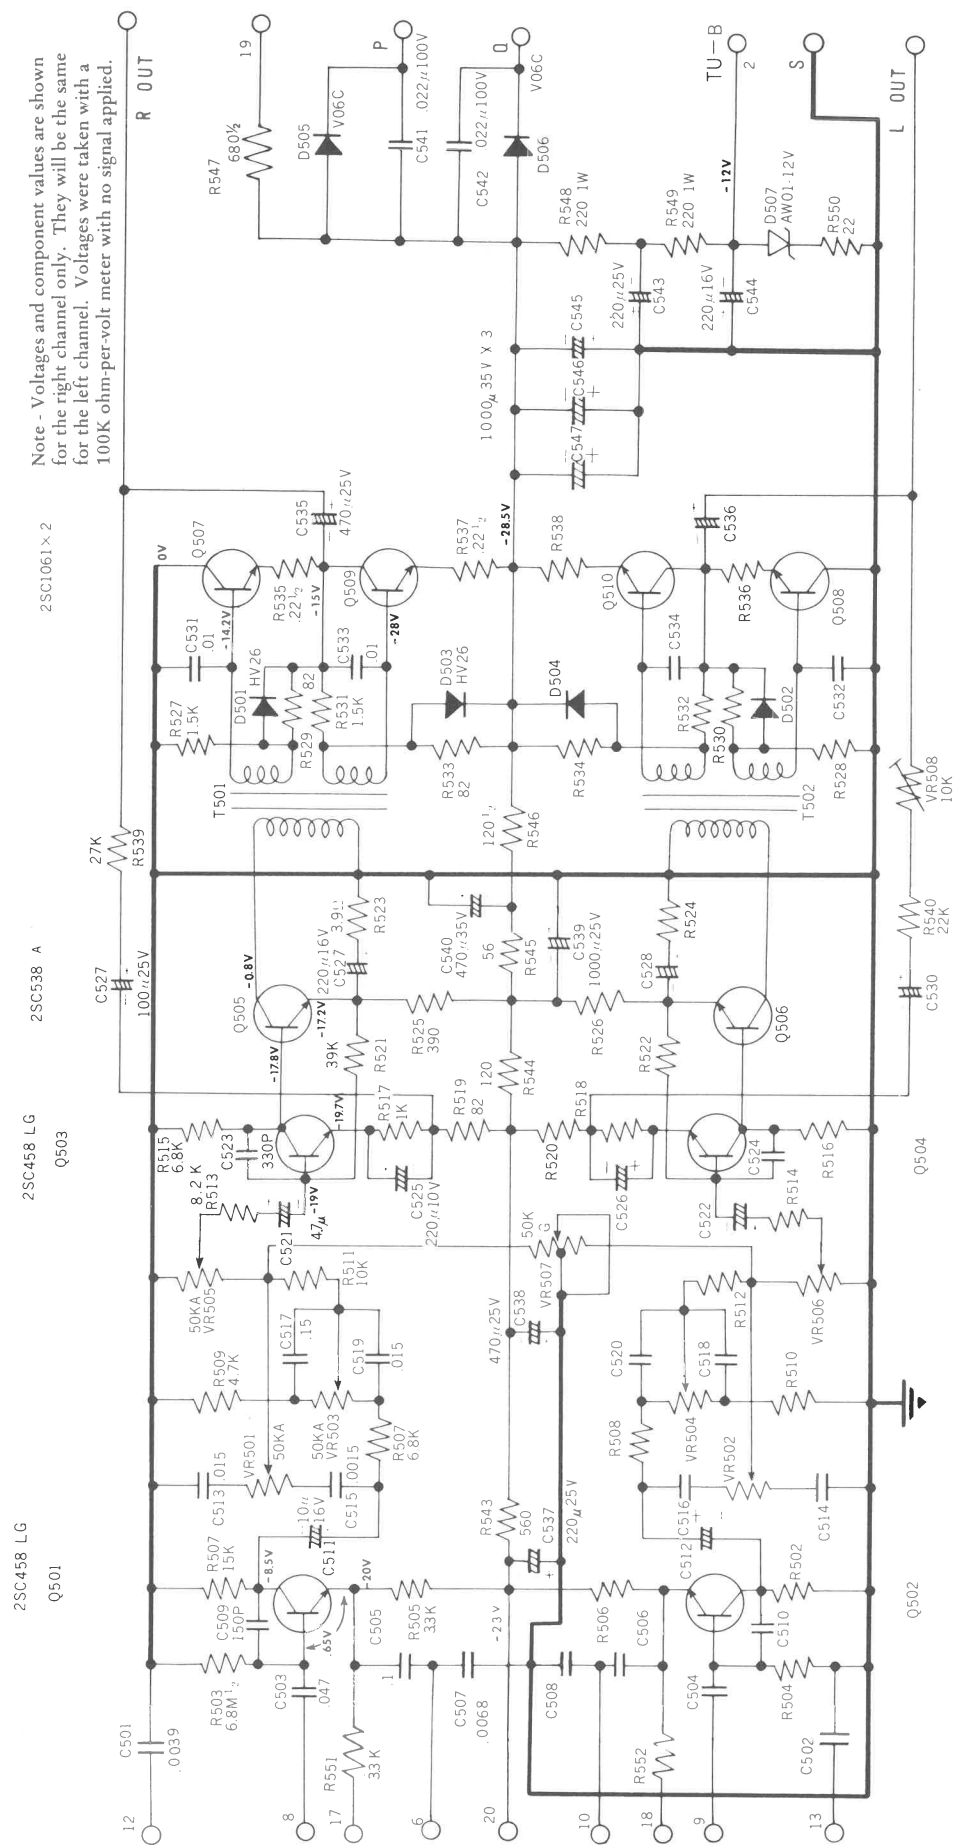 Note - Voltages and component values are shown
for the right channel only. They will be the same
for the left channel. Voltages were taken with a
100K ohm-per-volt meter with no signal applied.
2SC458 LG
Q501
2SC458 LG
Q503
2SC538 A
2SC1061×2
12
C501
.0039
R503
6.8M½
C509
150P
R507
15K
-8.5V
C503
.047
8
.65V
-20V
17
R551
33K
C505
.1
R505
33K
6
C507
.0068
20
-23V
C508
10
R506
C506
18
R552
9
C504
C510
R504
R502
13
C502
Q502
C513 .015
VR501
50KA
10μ
16V
C511
C515 .0015
R509
4.7K
50KA
VR503
R507
6.8K
C517
.15
C519
.015
R511
10K
50KA
VR505
R543
560
C537
220μ25V
470μ25V
C538
VR507
50K
G
R508
C512
C516
VR504
VR502
C514
C520
C518
R510
R512
VR506
R515
6.8K
C523
330P
8.2K
R513
C521
4.7μ
-19V
-17.8V
-19.7V
R517
1K
C525
220μ10V
R519
82
120
R544
R518
R520
C526
C522
C524
R514
R516
Q504
C527
100μ25V
27K
R539
Q505
-0.8V
-17.2V
220μ16V
C527
3.9Ω
R523
39K
R521
R525
390
C540
470μ35V
56
R545
C539
1000μ25V
R526
C528
R524
R522
Q506
C530
R540
22K
VR508
10K
120½
R546
T501
T502
R527
1.5K
C531
.01
D501
HV26
-14.2V
Q507
0V
R529
82
R531
1.5K
R535
.22½
-15V
C533
.01
Q509
-28V
C535
470μ25V
R533
82
D503
HV26
R537
.22½
-28.5V
R534
D504
R538
Q510
C534
R532
R530
D502
R536
C536
Q508
C532
R528
R OUT
R547
680½
19
D505
V06C
C541
.022μ100V
P
C542
022μ100V
D506
V06C
Q
R548
220 1W
R549
220 1W
1000μ35V X 3
C545
C546
C547
220μ25V
C543
220μ16V
C544
-12V
TU-B
2
D507
AW01-12V
R550
22
S
L OUT